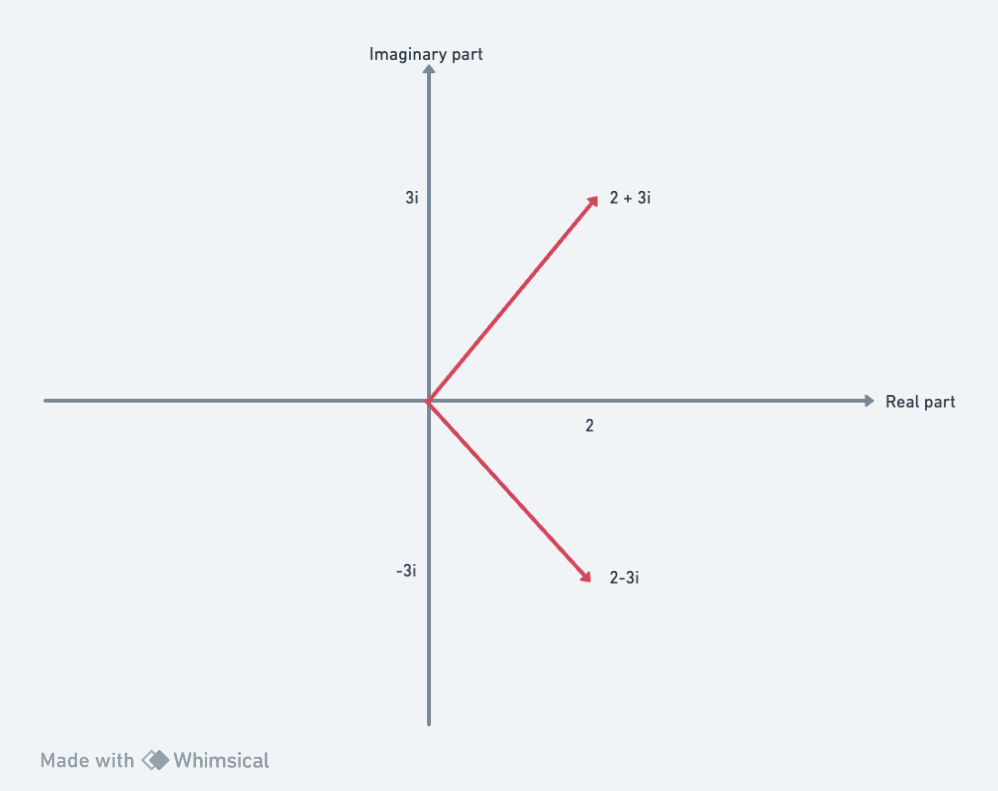 Imaginary part
3i
2 + 3i
Real part
2
-3i
2-3i
Made with Whimsical